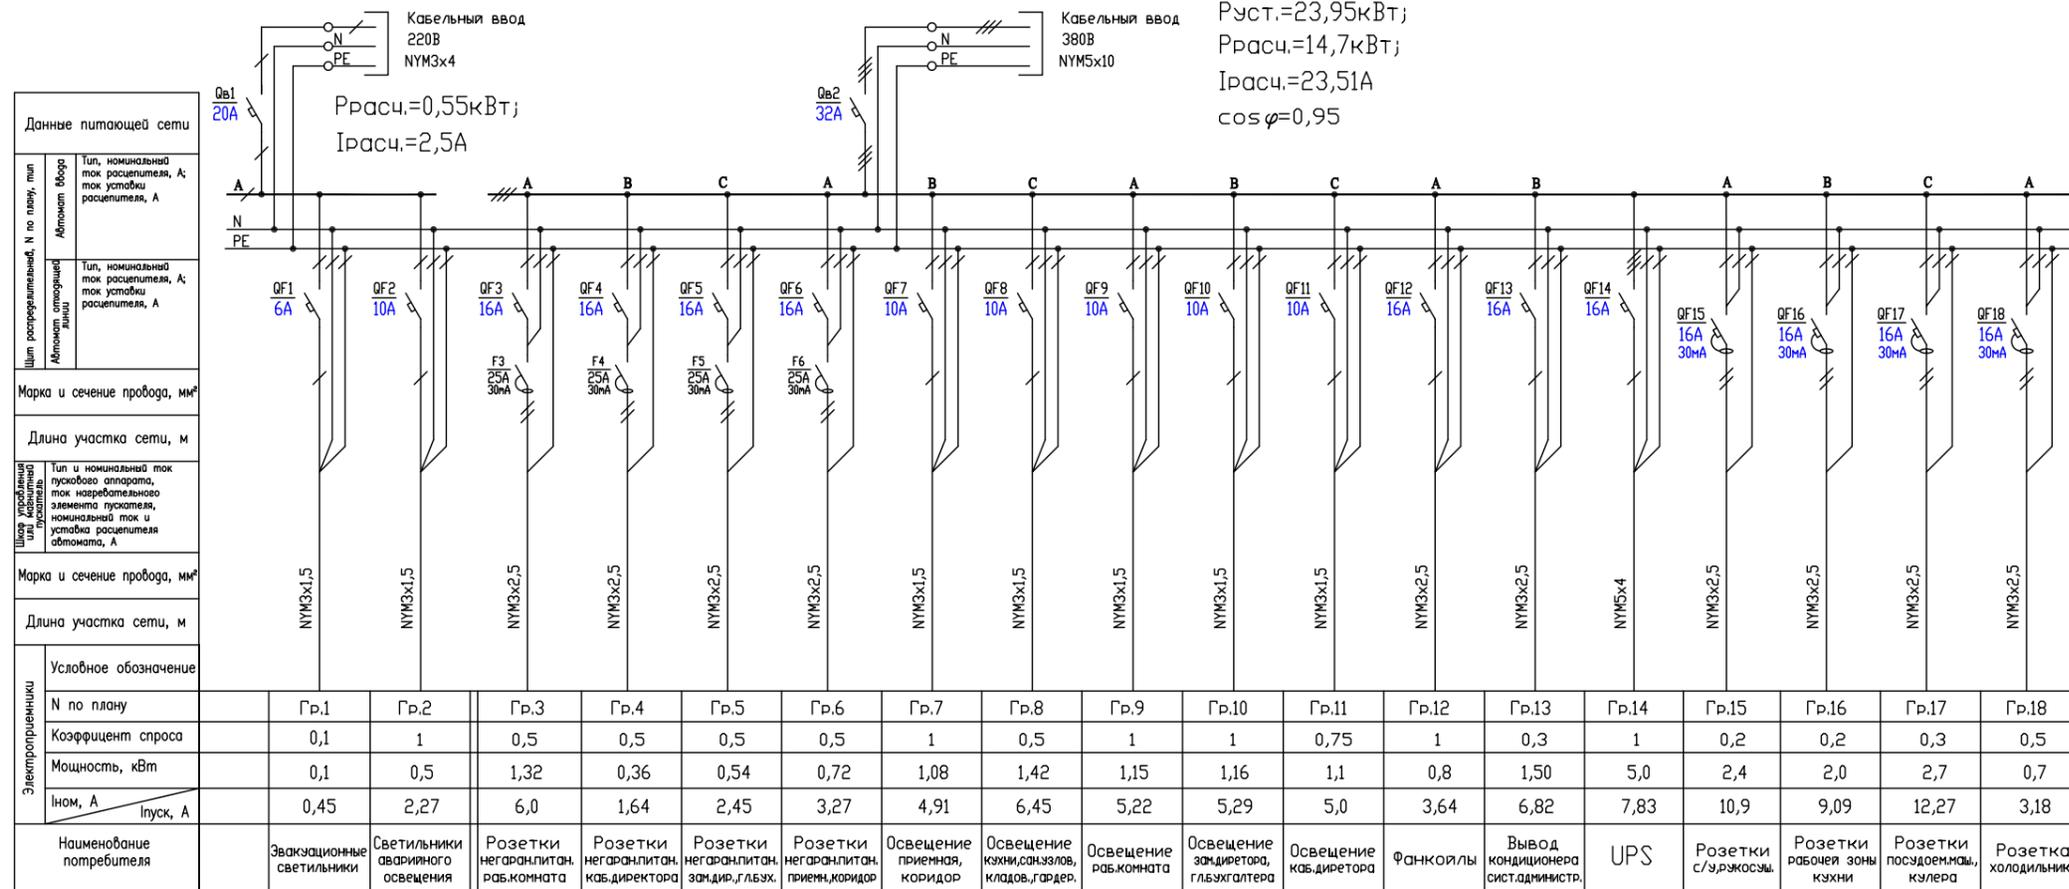 Кабельный ввод
220В
NYM3x4
N
PE
Qв1
20А
Ррасч.=0,55кВт;
Iрасч.=2,5А
Кабельный ввод
380В
NYM5x10
N
PE
Qв2
32А
Руст.=23,95кВт;
Ррасч.=14,7кВт;
Iрасч.=23,51А
cosφ=0,95
Данные питающей сети
Щит распределительный, N по плану, тип
Автомат ввода
Тип, номинальный
ток расцепителя, А;
ток уставки
расцепителя, А
Автомат отходящей
линии
Тип, номинальный
ток расцепителя, А;
ток уставки
расцепителя, А
Марка и сечение провода, мм²
Длина участка сети, м
Шкаф управления
или магнитный
пускатель
Тип и номинальный ток
пускового аппарата,
ток нагревательного
элемента пускателя,
номинальный ток и
уставка расцепителя
автомата, А
Марка и сечение провода, мм²
Длина участка сети, м
A A B C A B C A B C A B A B C A
N
PE
QF1
6А
QF2
10А
QF3
16А
QF4
16А
QF5
16А
QF6
16А
QF7
10А
QF8
10А
QF9
10А
QF10
10А
QF11
10А
QF12
16А
QF13
16А
QF14
16А
QF15
16А
30мА
QF16
16А
30мА
QF17
16А
30мА
QF18
16А
30мА
F3
25А
30мА
F4
25А
30мА
F5
25А
30мА
F6
25А
30мА
NYM3x1,5 NYM3x1,5 NYM3x2,5 NYM3x2,5 NYM3x2,5 NYM3x2,5 NYM3x1,5 NYM3x1,5 NYM3x1,5 NYM3x1,5 NYM3x1,5 NYM3x2,5 NYM3x2,5 NYM5x4 NYM3x2,5 NYM3x2,5 NYM3x2,5 NYM3x2,5
Электроприемники
Условное обозначение
N по плану Гр.1 Гр.2 Гр.3 Гр.4 Гр.5 Гр.6 Гр.7 Гр.8 Гр.9 Гр.10 Гр.11 Гр.12 Гр.13 Гр.14 Гр.15 Гр.16 Гр.17 Гр.18
Коэффицент спроса 0,1 1 0,5 0,5 0,5 0,5 1 0,5 1 1 0,75 1 0,3 1 0,2 0,2 0,3 0,5
Мощность, кВт 0,1 0,5 1,32 0,36 0,54 0,72 1,08 1,42 1,15 1,16 1,1 0,8 1,50 5,0 2,4 2,0 2,7 0,7
Iном, А Iпуск, А 0,45 2,27 6,0 1,64 2,45 3,27 4,91 6,45 5,22 5,29 5,0 3,64 6,82 7,83 10,9 9,09 12,27 3,18
Наименование
потребителя
Эвакуационные
светильники
Светильники
аварийного
освещения
Розетки
негаран.питан.
раб.комната
Розетки
негаран.питан.
каб.директора
Розетки
негаран.питан.
зам.дир.,гл.бух.
Розетки
негаран.питан.
приемн.,коридор
Освещение
приемная,
коридор
Освещение
кухни,сан.узлов,
кладов.,гардер.
Освещение
раб.комната
Освещение
зам.диретора,
гл.бухгалтера
Освещение
каб.диретора
Фанкойлы
Вывод
кондиционера
сист.администр.
UPS
Розетки
с/у,рукосуш.
Розетки
рабочей зоны
кухни
Розетки
посудоем.маш.,
кулера
Розетка
холодильник